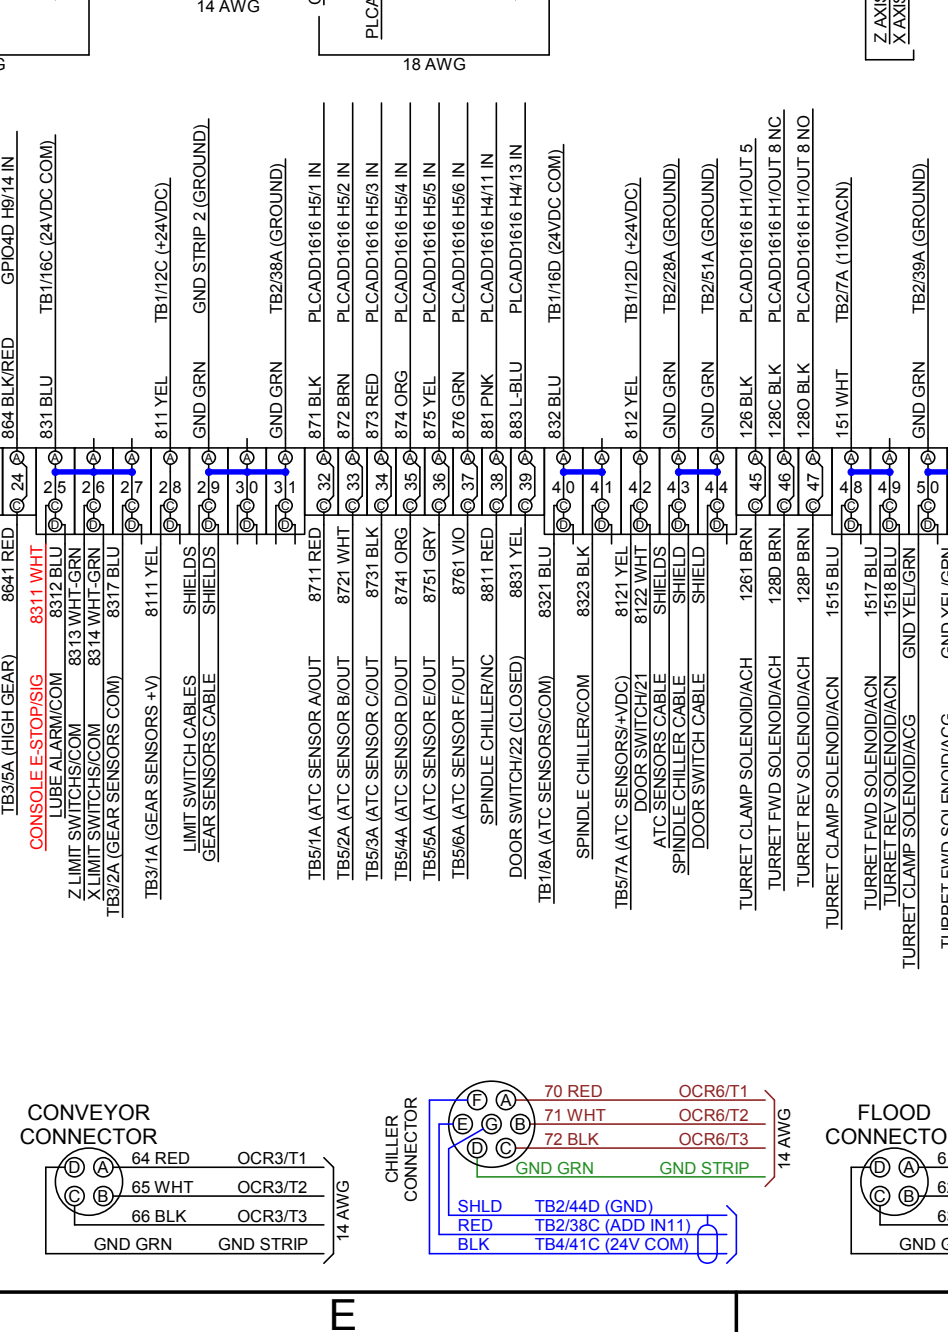 14 AWG
18 AWG
Z AXIS
X AXIS
864 BLK/RED GPIO4D H9/14 IN
831 BLU TB1/16C (24VDC COM)
811 YEL TB1/12C (+24VDC)
GND GRN GND STRIP 2 (GROUND)
GND GRN TB2/38A (GROUND)
871 BLK PLCADD1616 H5/1 IN
872 BRN PLCADD1616 H5/2 IN
873 RED PLCADD1616 H5/3 IN
874 ORG PLCADD1616 H5/4 IN
875 YEL PLCADD1616 H5/5 IN
876 GRN PLCADD1616 H5/6 IN
881 PNK PLCADD1616 H4/11 IN
883 L-BLU PLCADD1616 H4/13 IN
832 BLU TB1/16D (24VDC COM)
812 YEL TB1/12D (+24VDC)
GND GRN TB2/28A (GROUND)
GND GRN TB2/51A (GROUND)
126 BLK PLCADD1616 H1/OUT 5
128C BLK PLCADD1616 H1/OUT 8 NC
128O BLK PLCADD1616 H1/OUT 8 NO
151 WHT TB2/7A (110VACN)
GND GRN TB2/39A (GROUND)
A A A A A A A A A A A A A A A A A A A A A A A A A A A
24 25 26 27 28 29 30 31 32 33 34 35 36 37 38 39 40 41 42 43 44 45 46 47 48 49 50
C C C C C C C C C C C C C C C C C C C C C C C C C C C
D D D D D D D D D D D D D D D
8641 RED TB3/5A (HIGH GEAR)
8311 WHT CONSOLE E-STOP/SIG
8312 BLU LUBE ALARM/COM
8313 WHT-GRN Z LIMIT SWITCHS/COM
8314 WHT-GRN X LIMIT SWITCHS/COM
8317 BLU TB3/2A (GEAR SENSORS COM)
8111 YEL TB3/1A (GEAR SENSORS +V)
SHIELDS LIMIT SWITCH CABLES
SHIELDS GEAR SENSORS CABLE
8711 RED TB5/1A (ATC SENSOR A/OUT
8721 WHT TB5/2A (ATC SENSOR B/OUT
8731 BLK TB5/3A (ATC SENSOR C/OUT
8741 ORG TB5/4A (ATC SENSOR D/OUT
8751 GRY TB5/5A (ATC SENSOR E/OUT
8761 VIO TB5/6A (ATC SENSOR F/OUT
8811 RED SPINDLE CHILLER/NC
8831 YEL DOOR SWITCH/22 (CLOSED)
8321 BLU TB1/8A (ATC SENSORS/COM)
8323 BLK SPINDLE CHILLER/COM
8121 YEL TB5/7A (ATC SENSORS/+VDC)
8122 WHT DOOR SWITCH/21
SHIELDS ATC SENSORS CABLE
SHIELD SPINDLE CHILLER CABLE
SHIELD DOOR SWITCH CABLE
1261 BRN TURRET CLAMP SOLENOID/ACH
128D BRN TURRET FWD SOLENOID/ACH
128P BRN TURRET REV SOLENOID/ACH
1515 BLU TURRET CLAMP SOLENOID/ACN
1517 BLU TURRET FWD SOLENOID/ACN
1518 BLU TURRET REV SOLENOID/ACN
GND YEL/GRN TURRET CLAMP SOLENOID/ACG
GND YEL/GRN TURRET FWD SOLENOID/ACG
CONVEYOR
CONNECTOR
D A
C B
64 RED OCR3/T1
65 WHT OCR3/T2
66 BLK OCR3/T3
GND GRN GND STRIP
14 AWG
CHILLER
CONNECTOR
F A
E G B
D C
70 RED OCR6/T1
71 WHT OCR6/T2
72 BLK OCR6/T3
GND GRN GND STRIP
14 AWG
SHLD TB2/44D (GND)
RED TB2/38C (ADD IN11)
BLK TB4/41C (24V COM)
FLOOD
D A
C B
GND
E